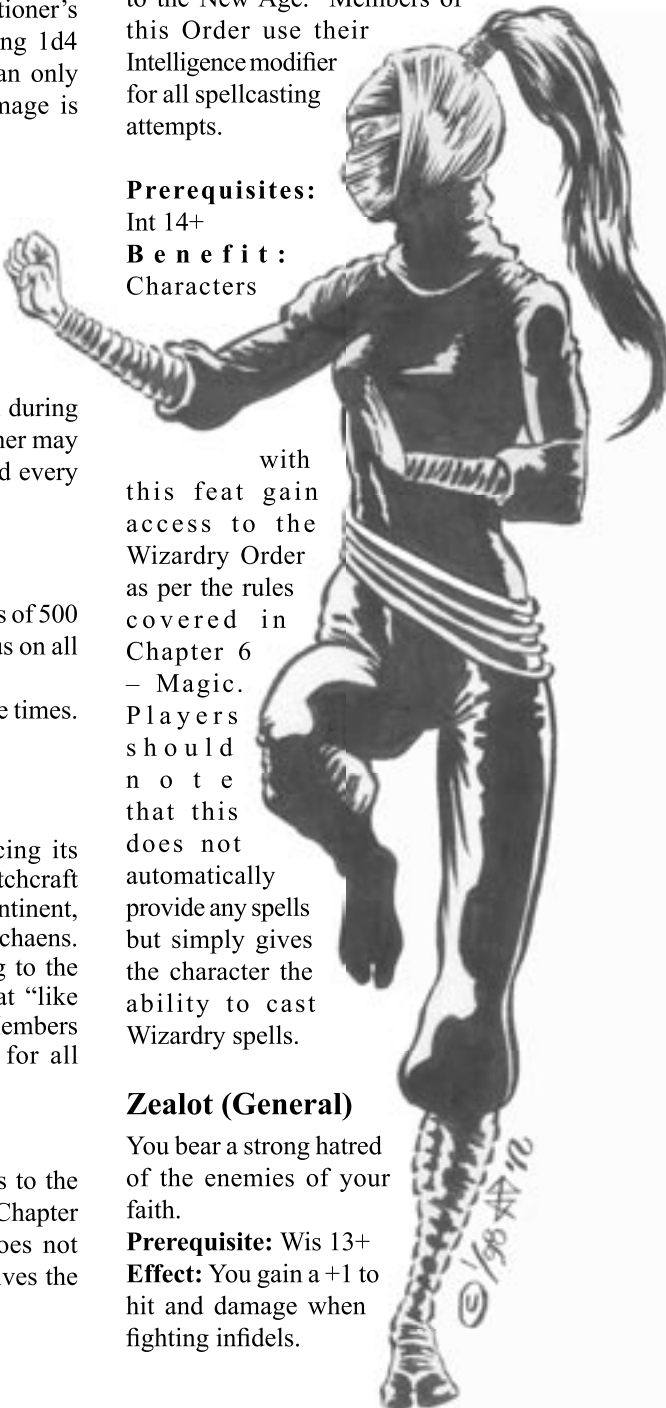 tioner's
ng 1d4
an only
mage is
during
her may
d every
s of 500
us on all
e times.
cing its
tchcraft
ntinent,
chaens.
g to the
at “like
embers
for all
s to the
Chapter
oes not
ves the
to the New Age. Members of
this Order use their
Intelligence modifier
for all spellcasting
attempts.
Prerequisites:
Int 14+
Benefit:
Characters
with
this feat gain
access to the
Wizardry Order
as per the rules
covered in
Chapter 6
– Magic.
Players
should
note
that this
does not
automatically
provide any spells
but simply gives
the character the
ability to cast
Wizardry spells.
Zealot (General)
You bear a strong hatred
of the enemies of your
faith.
Prerequisite: Wis 13+
Effect: You gain a +1 to
hit and damage when
fighting infidels.
© 1/98